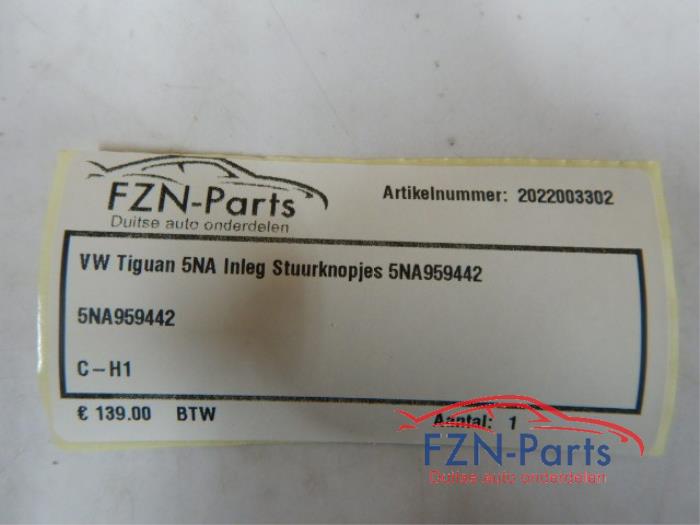 FZN-Parts
Duitse auto onderdelen
Artikelnummer: 2022003302
VW Tiguan 5NA Inleg Stuurknopjes 5NA959442
5NA959442
C-H1
€ 139.00 BTW
Aantal: 1
FZN-Parts
Duitse auto onderdelen